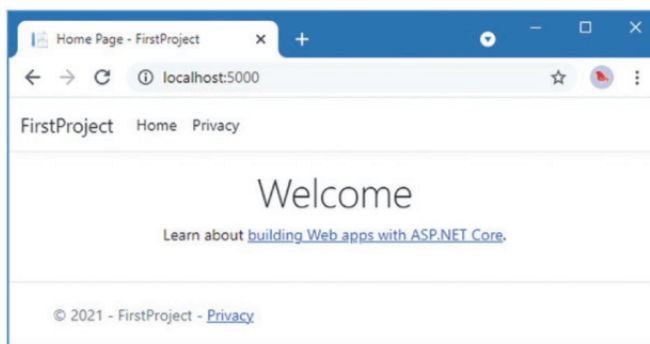 Home Page - FirstProject
localhost:5000
FirstProject Home Privacy
Welcome
Learn about building Web apps with ASP.NET Core.
© 2021 - FirstProject - Privacy